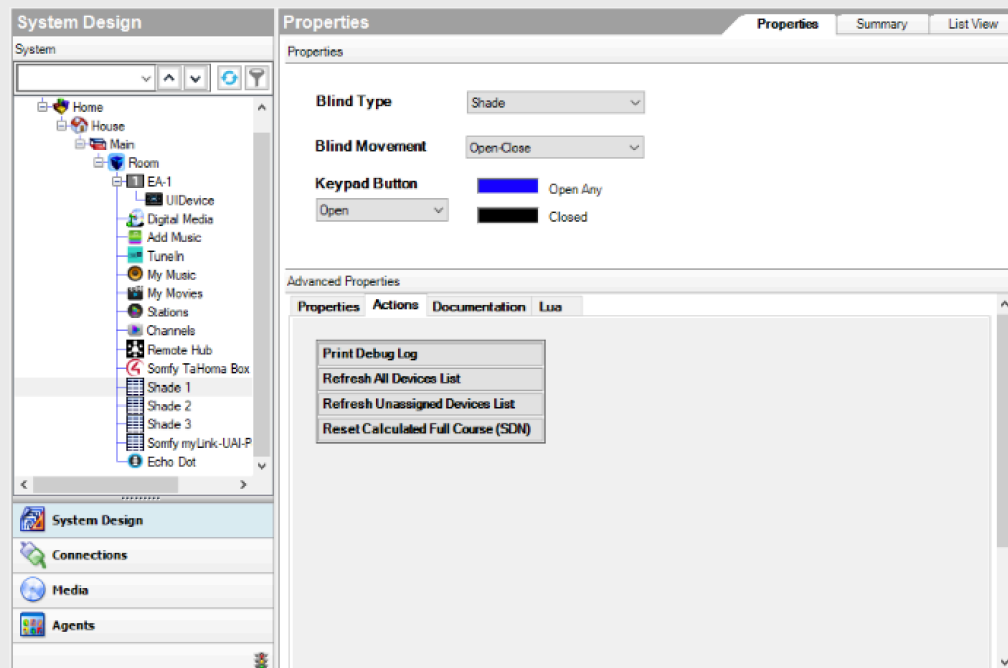 System Design
System
Home
House
Main
Room
1 EA-1
UIDevice
Digital Media
Add Music
TuneIn
My Music
My Movies
Stations
Channels
Remote Hub
Somfy TaHoma Box
Shade 1
Shade 2
Shade 3
Somfy myLink-UAI-P
Echo Dot
System Design
Connections
Media
Agents
Properties
Properties Summary List View
Properties
Blind Type Shade
Blind Movement Open-Close
Keypad Button Open Any
Open Closed
Advanced Properties
Properties Actions Documentation Lua
Print Debug Log
Refresh All Devices List
Refresh Unassigned Devices List
Reset Calculated Full Course (SDN)